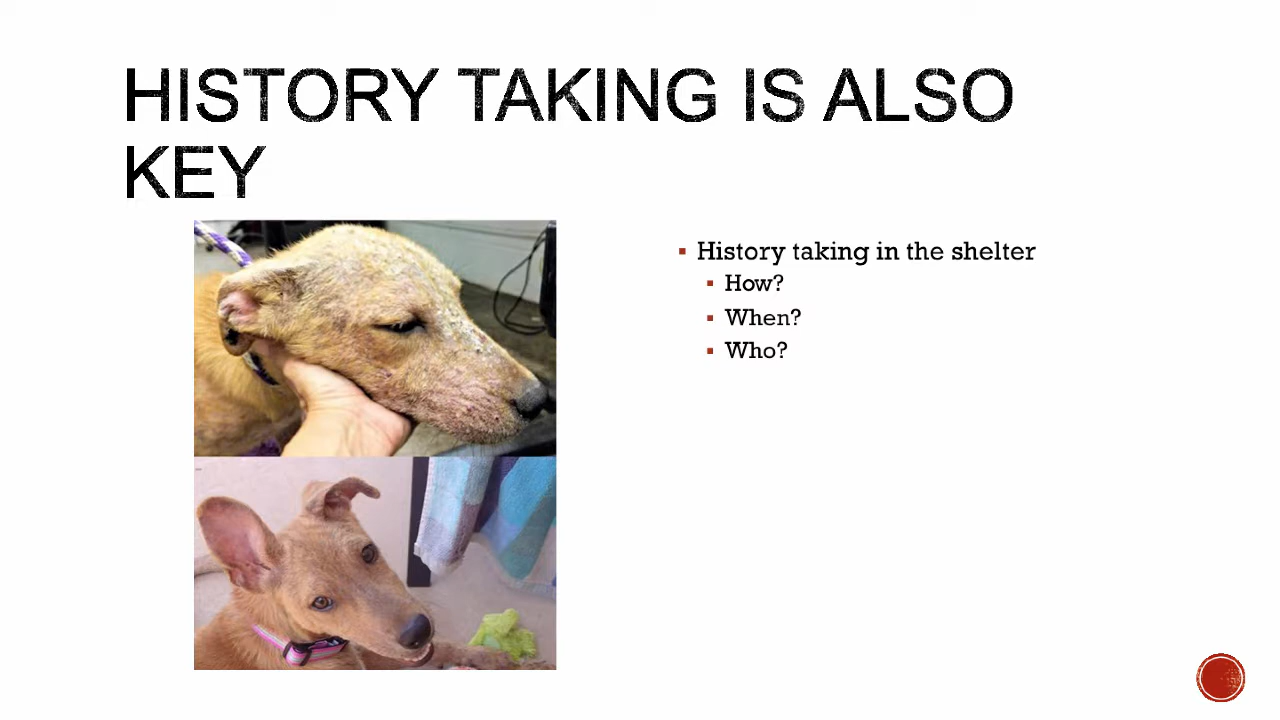 HISTORY TAKING IS ALSO
KEY
▪ History taking in the shelter
▪ How?
▪ When?
▪ Who?